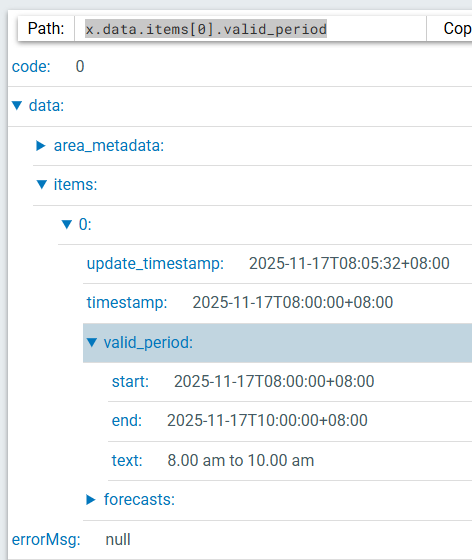 Path: x.data.items[0].valid_period Cop
code: 0
data:
area_metadata:
items:
0:
update_timestamp: 2025-11-17T08:05:32+08:00
timestamp: 2025-11-17T08:00:00+08:00
valid_period:
start: 2025-11-17T08:00:00+08:00
end: 2025-11-17T10:00:00+08:00
text: 8.00 am to 10.00 am
forecasts:
errorMsg: null